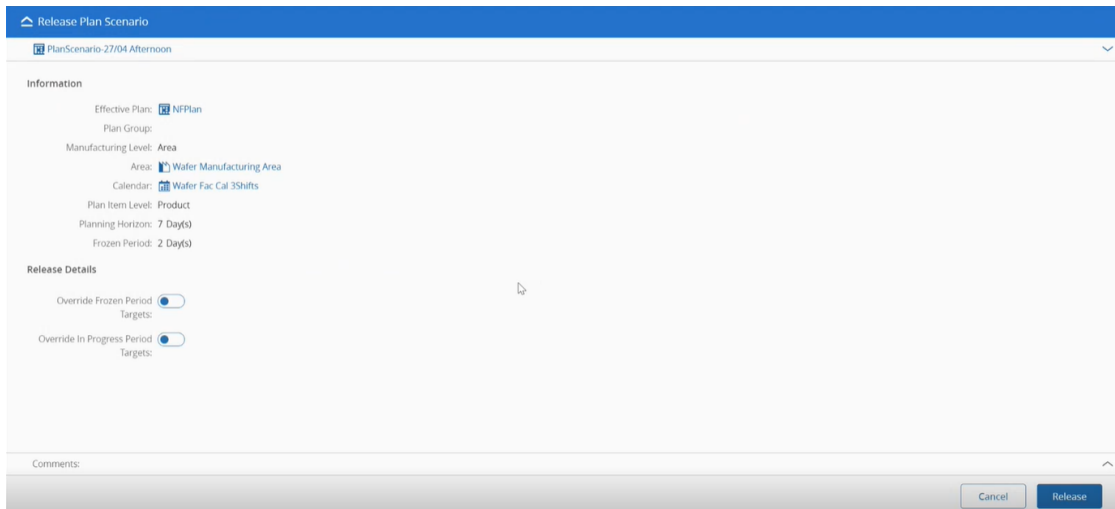 Release Plan Scenario
PlanScenario-27/04 Afternoon
Information
Effective Plan: NFPlan
Plan Group:
Manufacturing Level: Area
Area: Wafer Manufacturing Area
Calendar: Wafer Fac Cal 3Shifts
Plan Item Level: Product
Planning Horizon: 7 Day(s)
Frozen Period: 2 Day(s)
Release Details
Override Frozen Period
Targets:
Override In Progress Period
Targets:
Comments:
Cancel Release